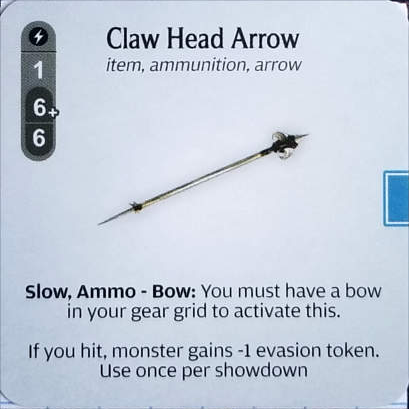 Claw Head Arrow
item, ammunition, arrow
1
6+
6
Slow, Ammo - Bow: You must have a bow
in your gear grid to activate this.
If you hit, monster gains -1 evasion token.
Use once per showdown